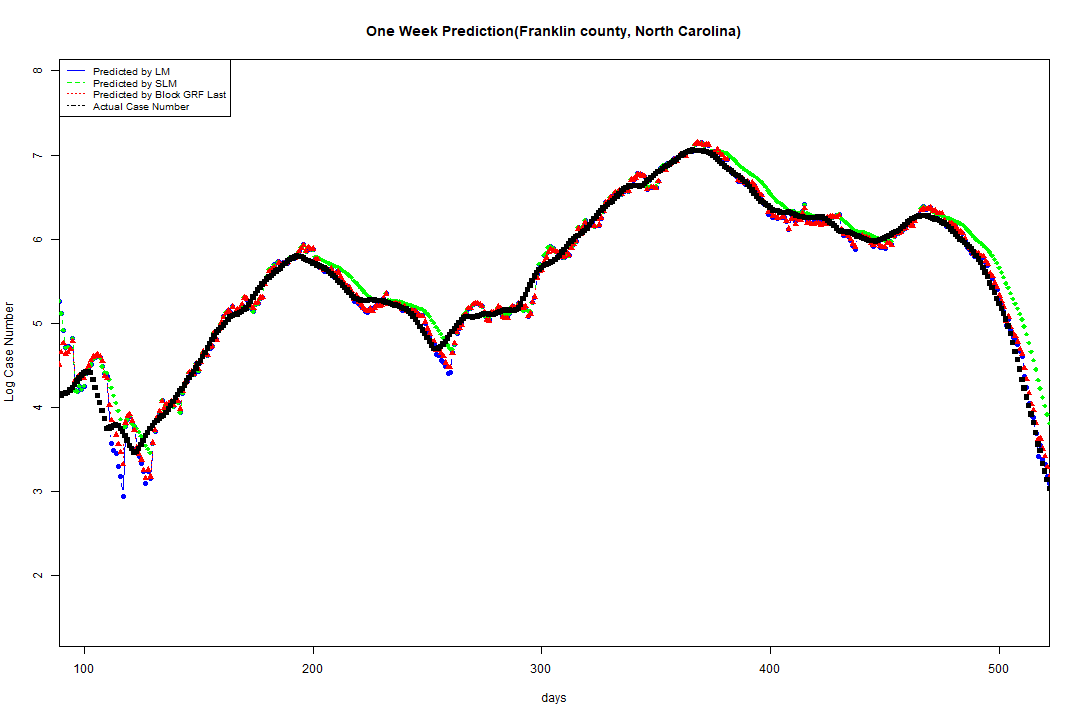 One Week Prediction(Franklin county, North Carolina)
Predicted by LM
Predicted by SLM
Predicted by Block GRF Last
Actual Case Number
8
7
6
5
4
3
2
Log Case Number
100 200 300 400 500
days